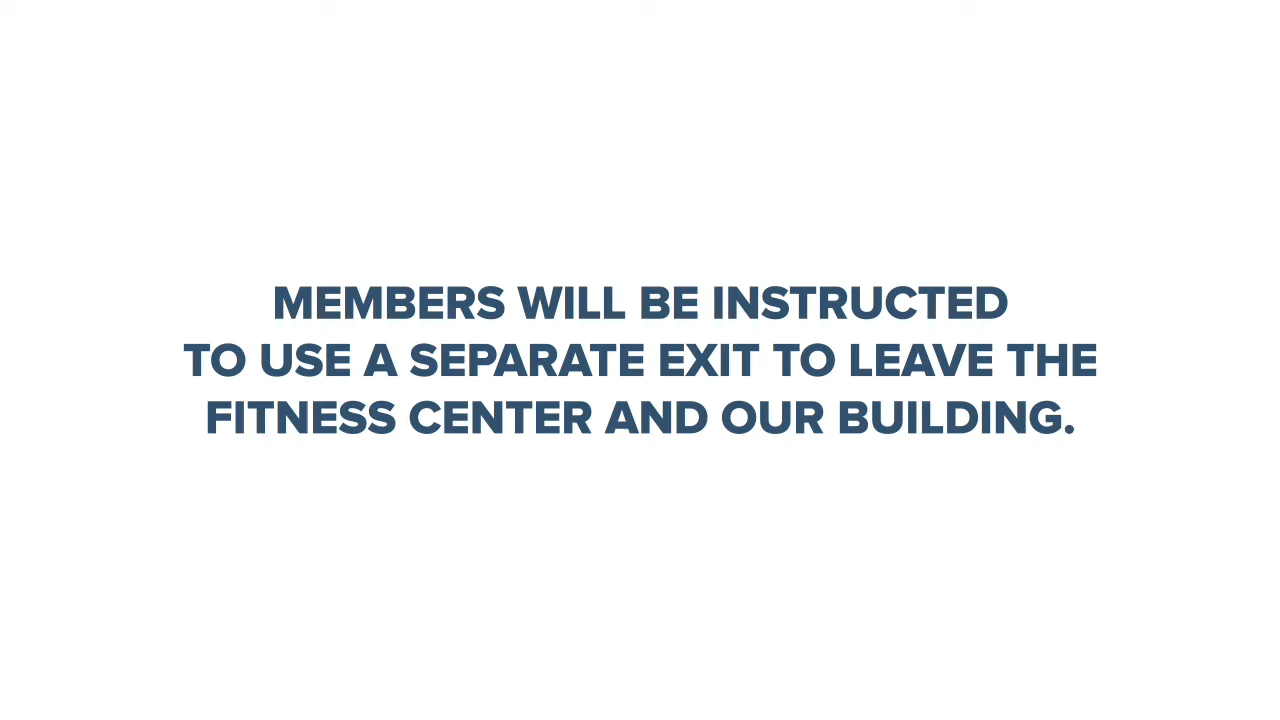 MEMBERS WILL BE INSTRUCTED
TO USE A SEPARATE EXIT TO LEAVE THE
FITNESS CENTER AND OUR BUILDING.